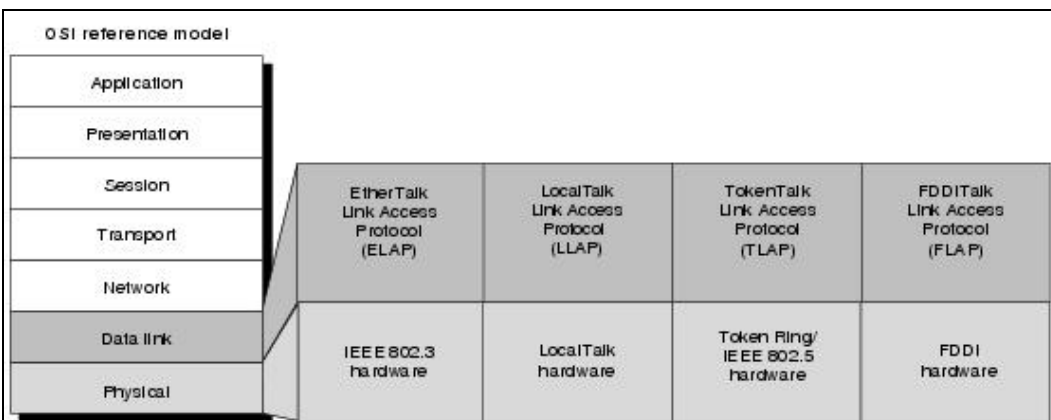 OSI reference model
Application
Presentation
Session
Transport
Network
Data link
Physical
EtherTalk
Link Access
Protocol
(ELAP)
LocalTalk
Link Access
Protocol
(LLAP)
TokenTalk
Link Access
Protocol
(TLAP)
FDDITalk
Link Access
Protocol
(FLAP)
IEEE 802.3
hardware
LocalTalk
hardware
Token Ring/
IEEE 802.5
hardware
FDDI
hardware